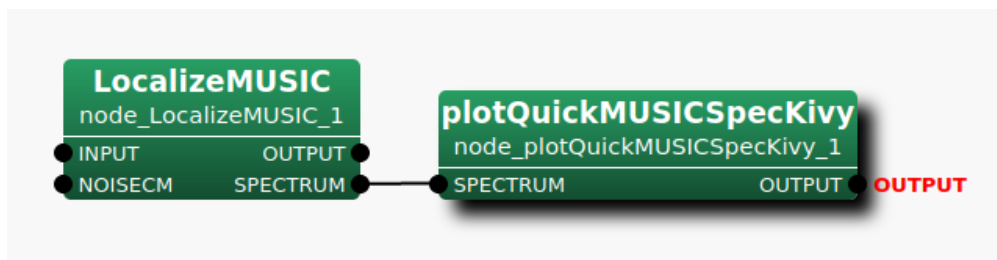 LocalizeMUSIC
node_LocalizeMUSIC_1
INPUT OUTPUT
NOISECM SPECTRUM
plotQuickMUSICSpecKivy
node_plotQuickMUSICSpecKivy_1
SPECTRUM OUTPUT OUTPUT